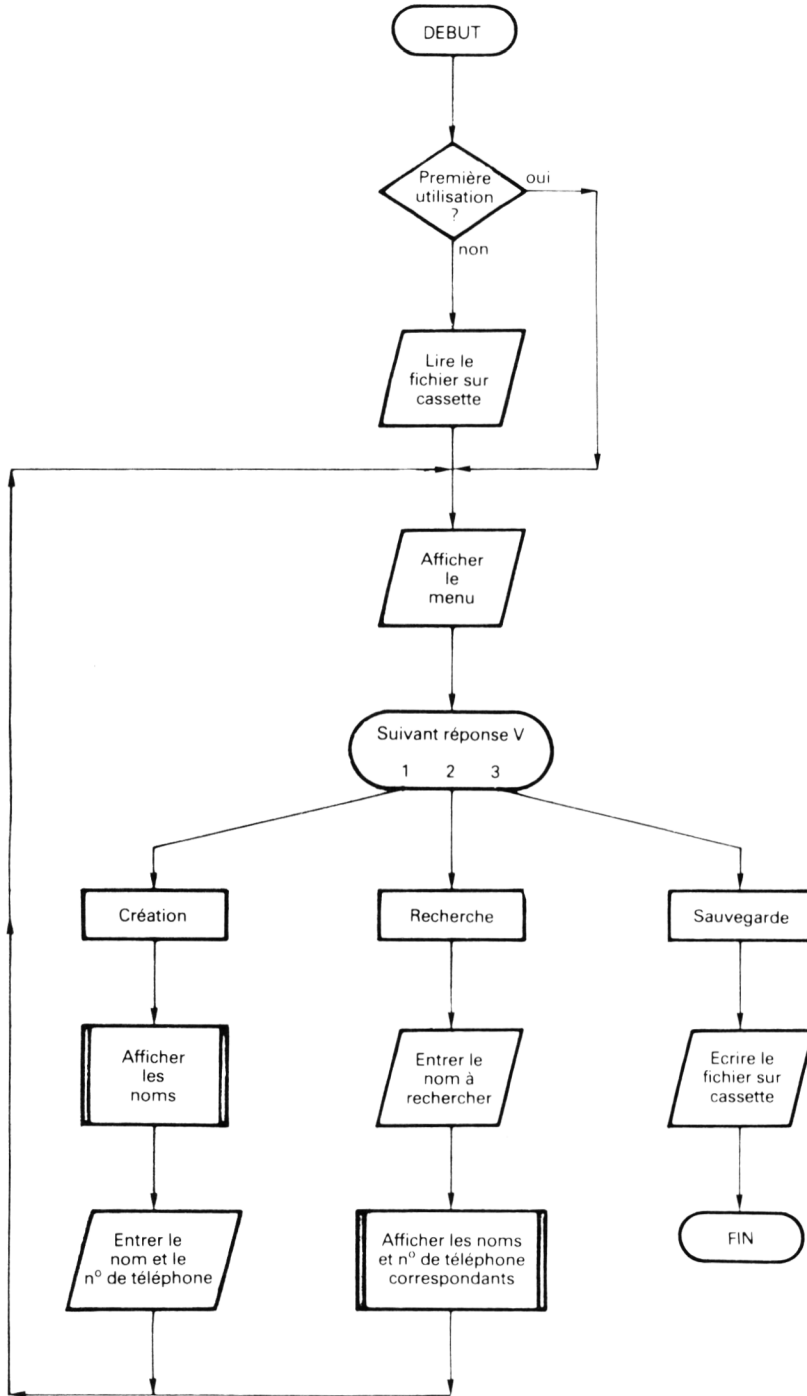 DEBUT
Première
utilisation
?
oui
non
Lire le
fichier sur
cassette
Afficher
le
menu
Suivant réponse V
1 2 3
Création
Recherche
Sauvegarde
Afficher
les
noms
Entrer le
nom à
rechercher
Ecrire le
fichier sur
cassette
Entrer le
nom et le
nº de téléphone
Afficher les noms
et nº de téléphone
correspondants
FIN